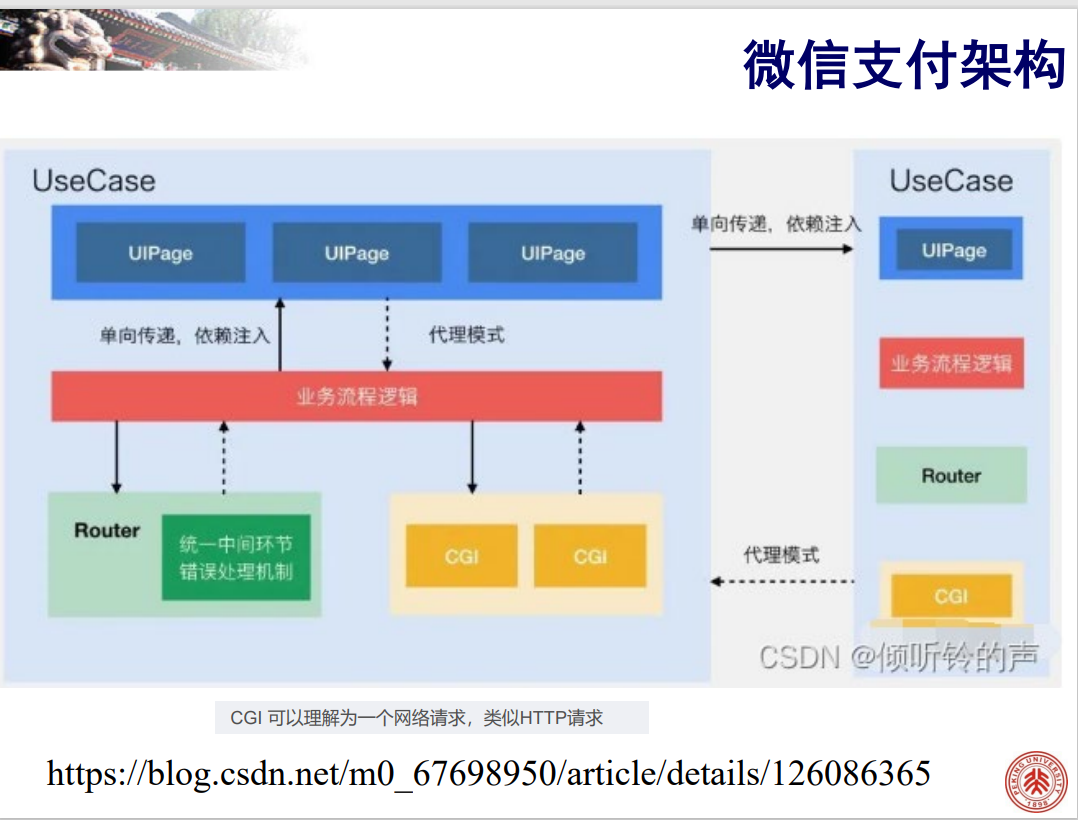 微信支付架构
UseCase
UIPage
UIPage
UIPage
单向传递，依赖注入
代理模式
业务流程逻辑
Router
统一中间环节
错误处理机制
CGI
CGI
单向传递，依赖注入
代理模式
UseCase
UIPage
业务流程逻辑
Router
CGI
CSDN @倾听铃的声
CGI 可以理解为一个网络请求，类似HTTP请求
https://blog.csdn.net/m0_67698950/article/details/126086365
PEKING UNIVERSITY
1898